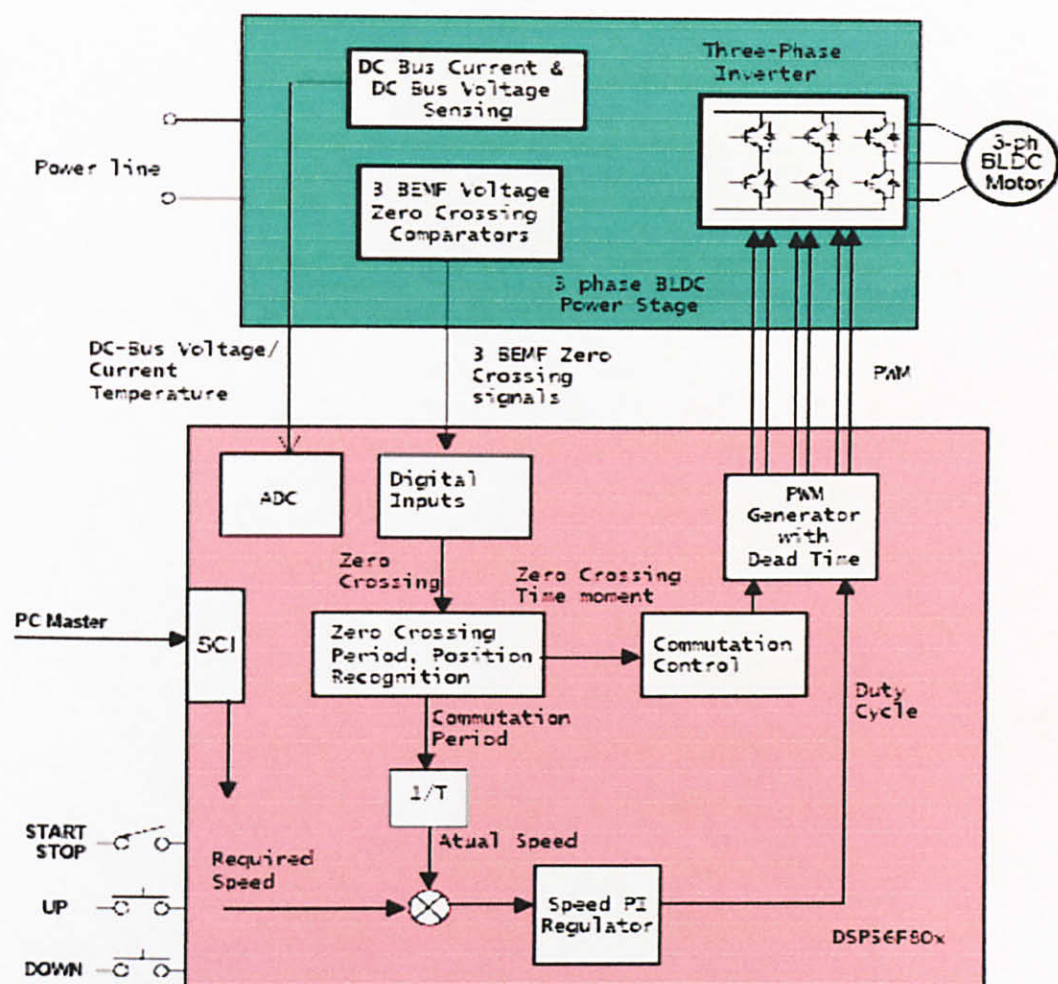 DC Bus Current &
DC Bus Voltage
Sensing
Three-Phase
Inverter
Power line
3 BEMF Voltage
Zero Crossing
Comparators
3-ph
BLDC
Motor
3 phase BLDC
Power Stage
DC-Bus Voltage/
Current
Temperature
3 BEMF Zero
Crossing
signals
PWM
ADC
Digital
Inputs
PWM
Generator
with
Dead Time
Zero
Crossing
Zero Crossing
Time moment
PC Master
SCI
Zero Crossing
Period, Position
Recognition
Commutation
Control
Duty
Cycle
Commutation
Period
1/T
Atual Speed
START
STOP
Required
Speed
UP
Speed PI
Regulator
DSP56F80x
DOWN